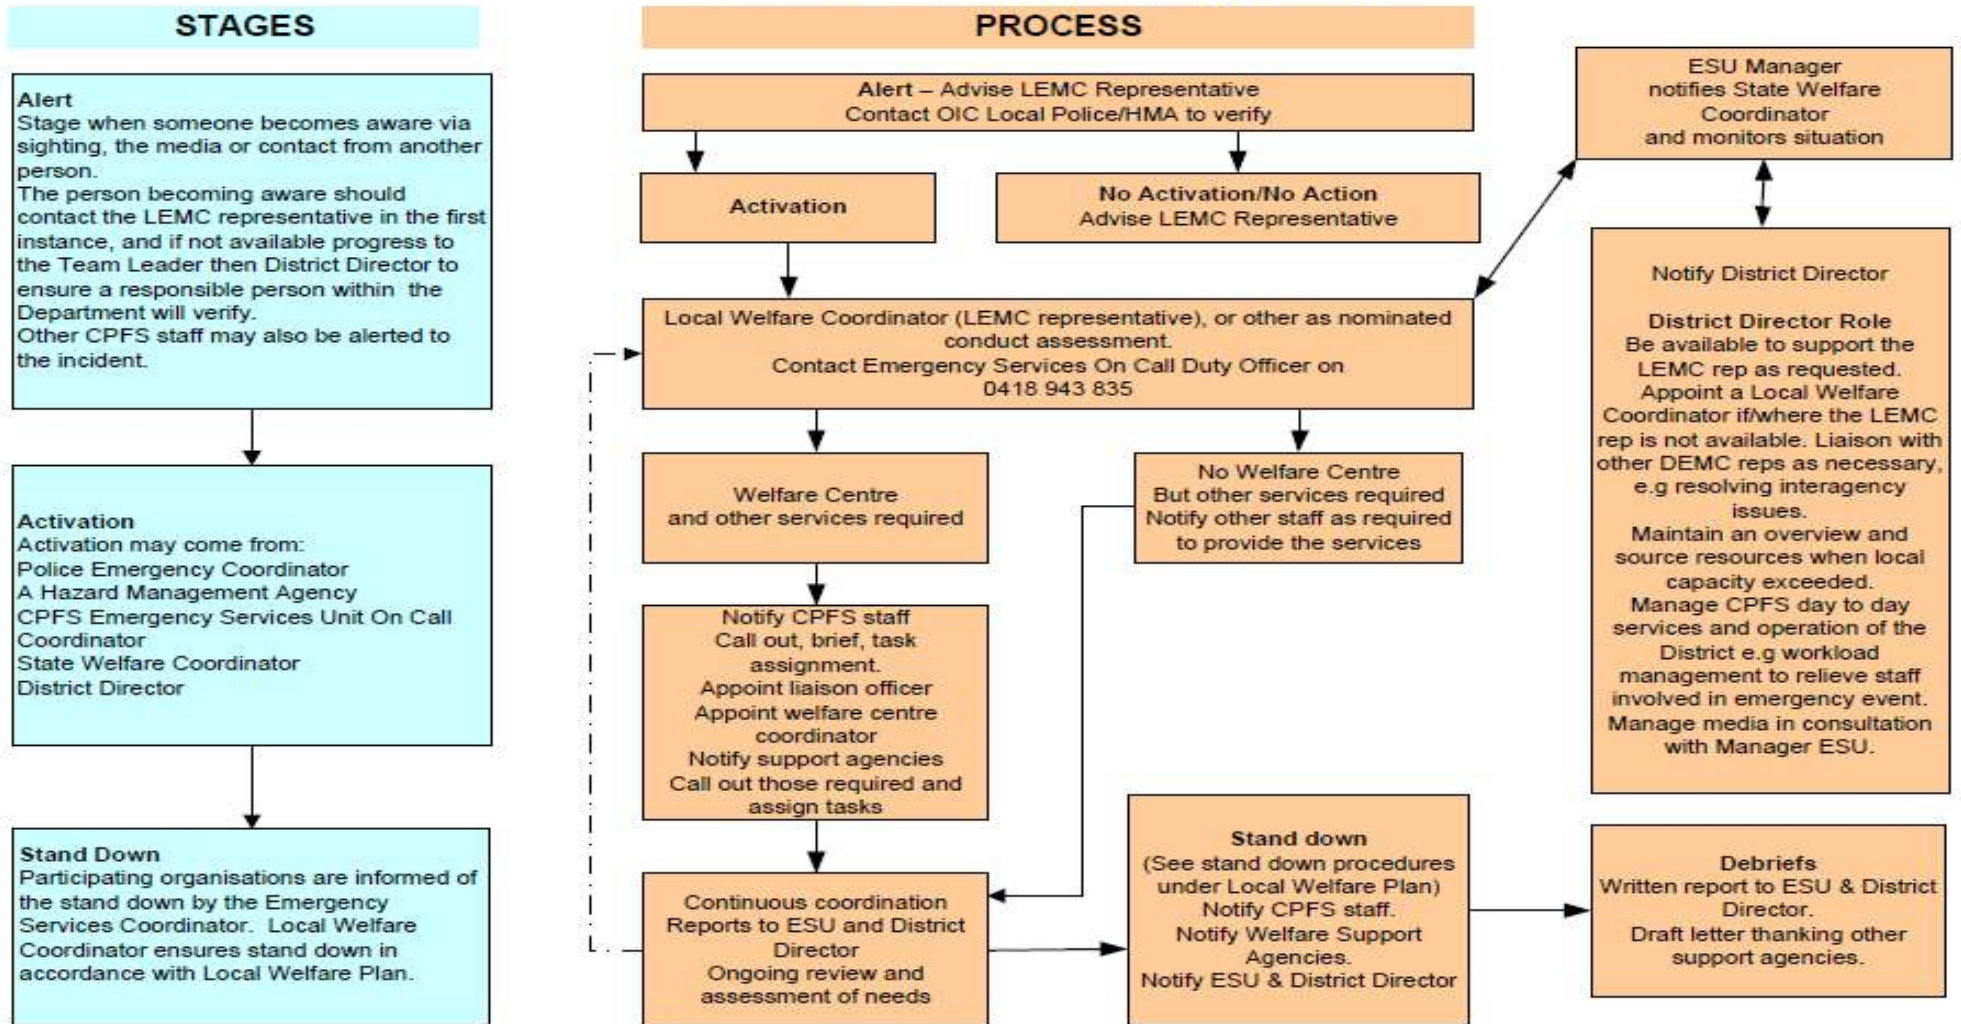 STAGES
Alert
Stage when someone becomes aware via
sighting, the media or contact from another
person.
The person becoming aware should
contact the LEMC representative in the first
instance, and if not available progress to
the Team Leader then District Director to
ensure a responsible person within the
Department will verify.
Other CPFS staff may also be alerted to
the incident.
Activation
Activation may come from:
Police Emergency Coordinator
A Hazard Management Agency
CPFS Emergency Services Unit On Call
Coordinator
State Welfare Coordinator
District Director
Stand Down
Participating organisations are informed of
the stand down by the Emergency
Services Coordinator. Local Welfare
Coordinator ensures stand down in
accordance with Local Welfare Plan.
PROCESS
Alert – Advise LEMC Representative
Contact OIC Local Police/HMA to verify
Activation
No Activation/No Action
Advise LEMC Representative
Local Welfare Coordinator (LEMC representative), or other as nominated
conduct assessment.
Contact Emergency Services On Call Duty Officer on
0418 943 835
Welfare Centre
and other services required
No Welfare Centre
But other services required
Notify other staff as required
to provide the services
Notify CPFS staff
Call out, brief, task
assignment.
Appoint liaison officer
Appoint welfare centre
coordinator
Notify support agencies
Call out those required and
assign tasks
Continuous coordination
Reports to ESU and District
Director
Ongoing review and
assessment of needs
Stand down
(See stand down procedures
under Local Welfare Plan)
Notify CPFS staff.
Notify Welfare Support
Agencies.
Notify ESU & District Director
ESU Manager
notifies State Welfare
Coordinator
and monitors situation
Notify District Director
District Director Role
Be available to support the
LEMC rep as requested.
Appoint a Local Welfare
Coordinator if/where the LEMC
rep is not available. Liaison with
other DEMC reps as necessary,
e.g resolving interagency
issues.
Maintain an overview and
source resources when local
capacity exceeded.
Manage CPFS day to day
services and operation of the
District e.g workload
management to relieve staff
involved in emergency event.
Manage media in consultation
with Manager ESU.
Debriefs
Written report to ESU & District
Director.
Draft letter thanking other
support agencies.